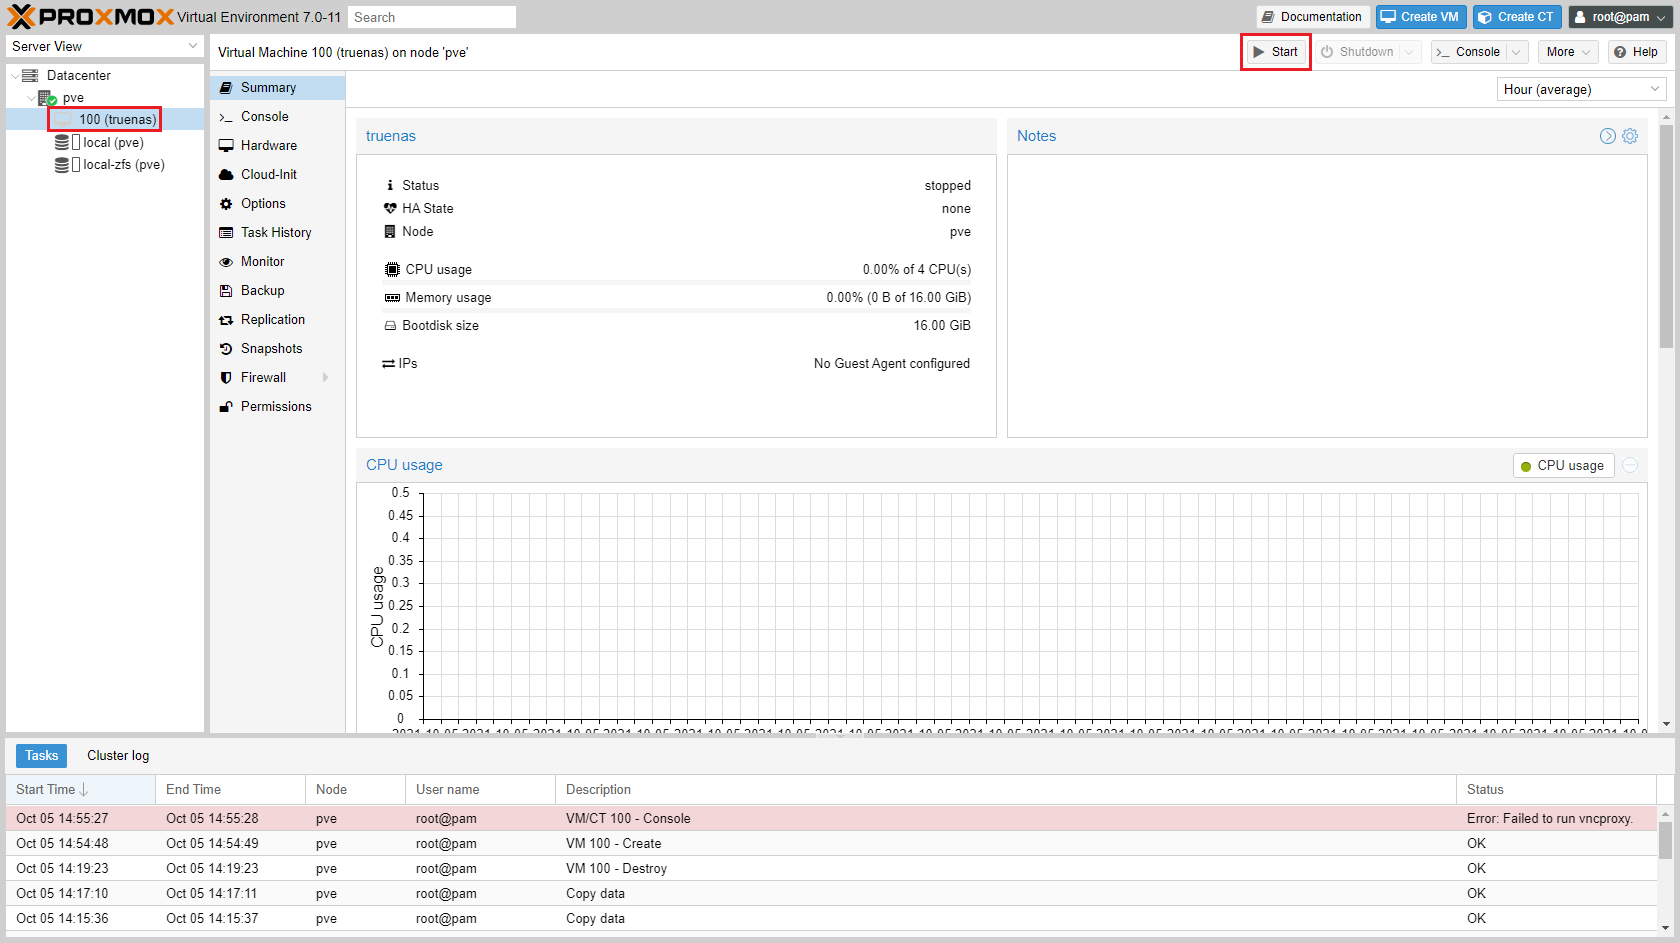 PROXMOX Virtual Environment 7.0-11 Search Documentation Create VM Create CT root@pam
Server View
Virtual Machine 100 (truenas) on node 'pve' Start Shutdown Console More Help
Datacenter
pve
100 (truenas)
local (pve)
local-zfs (pve)
Summary
Console
Hardware
Cloud-Init
Options
Task History
Monitor
Backup
Replication
Snapshots
Firewall
Permissions
Hour (average)
truenas
Status stopped
HA State none
Node pve
CPU usage 0.00% of 4 CPU(s)
Memory usage 0.00% (0 B of 16.00 GiB)
Bootdisk size 16.00 GiB
IPs No Guest Agent configured
Notes
CPU usage
CPU usage
CPU usage
0.5
0.45
0.4
0.35
0.3
0.25
0.2
0.15
0.1
0.05
0
Tasks Cluster log
Start Time End Time Node User name Description Status
Oct 05 14:55:27 Oct 05 14:55:28 pve root@pam VM/CT 100 - Console Error: Failed to run vncproxy.
Oct 05 14:54:48 Oct 05 14:54:49 pve root@pam VM 100 - Create OK
Oct 05 14:19:23 Oct 05 14:19:23 pve root@pam VM 100 - Destroy OK
Oct 05 14:17:10 Oct 05 14:17:11 pve root@pam Copy data OK
Oct 05 14:15:36 Oct 05 14:15:37 pve root@pam Copy data OK